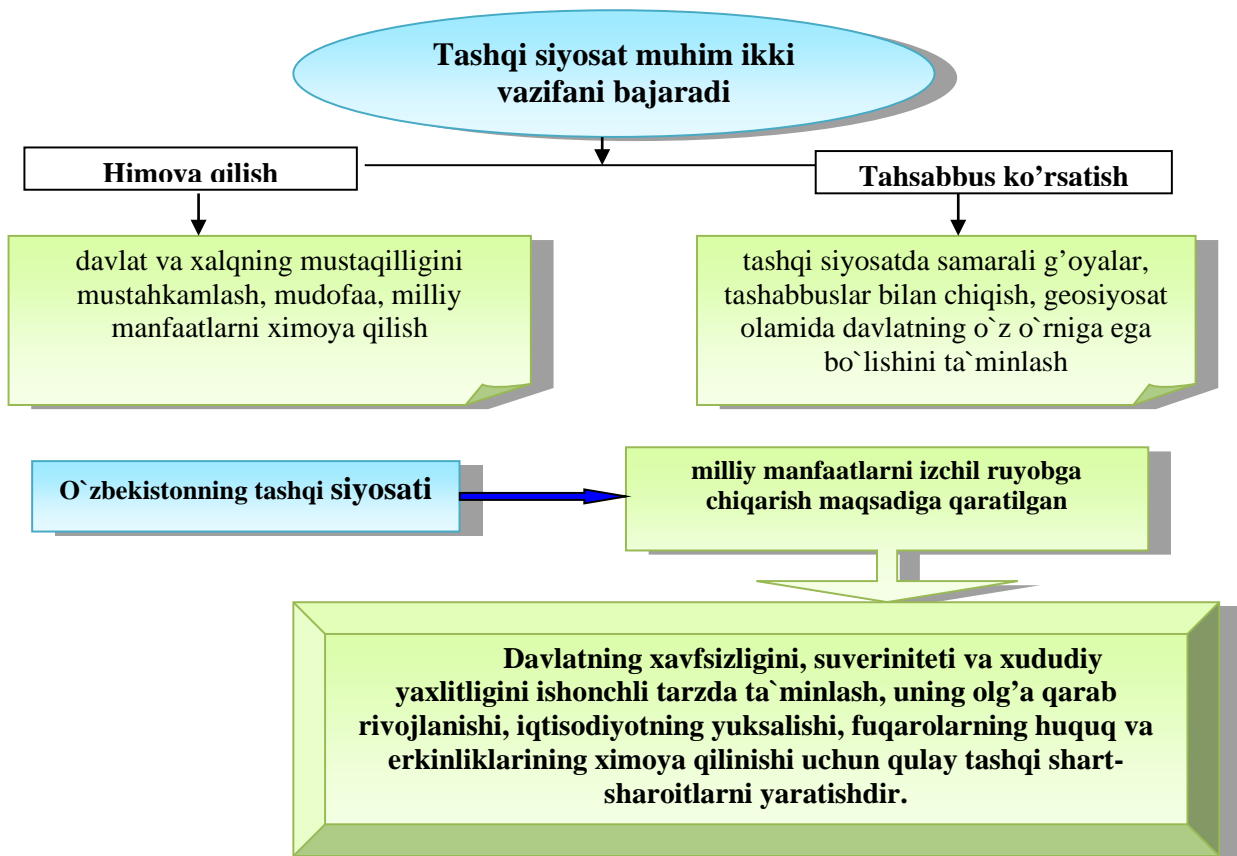 Tashqi siyosat muhim ikki
vazifani bajaradi
Himoya qilish
Tahsabbus ko’rsatish
davlat va xalqning mustaqilligini
mustahkamlash, mudofaa, milliy
manfaatlarni ximoya qilish
tashqi siyosatda samarali g’oyalar,
tashabbuslar bilan chiqish, geosiyosat
olamida davlatning o`z o`rniga ega
bo`lishini ta`minlash
O`zbekistonning tashqi siyosati
milliy manfaatlarni izchil ruyobga
chiqarish maqsadiga qaratilgan
Davlatning xavfsizligini, suveriniteti va xududiy
yaxlitligini ishonchli tarzda ta`minlash, uning olg’a qarab
rivojlanishi, iqtisodiyotning yuksalishi, fuqarolarning huquq va
erkinliklarining ximoya qilinishi uchun qulay tashqi shart-
sharoitlarni yaratishdir.